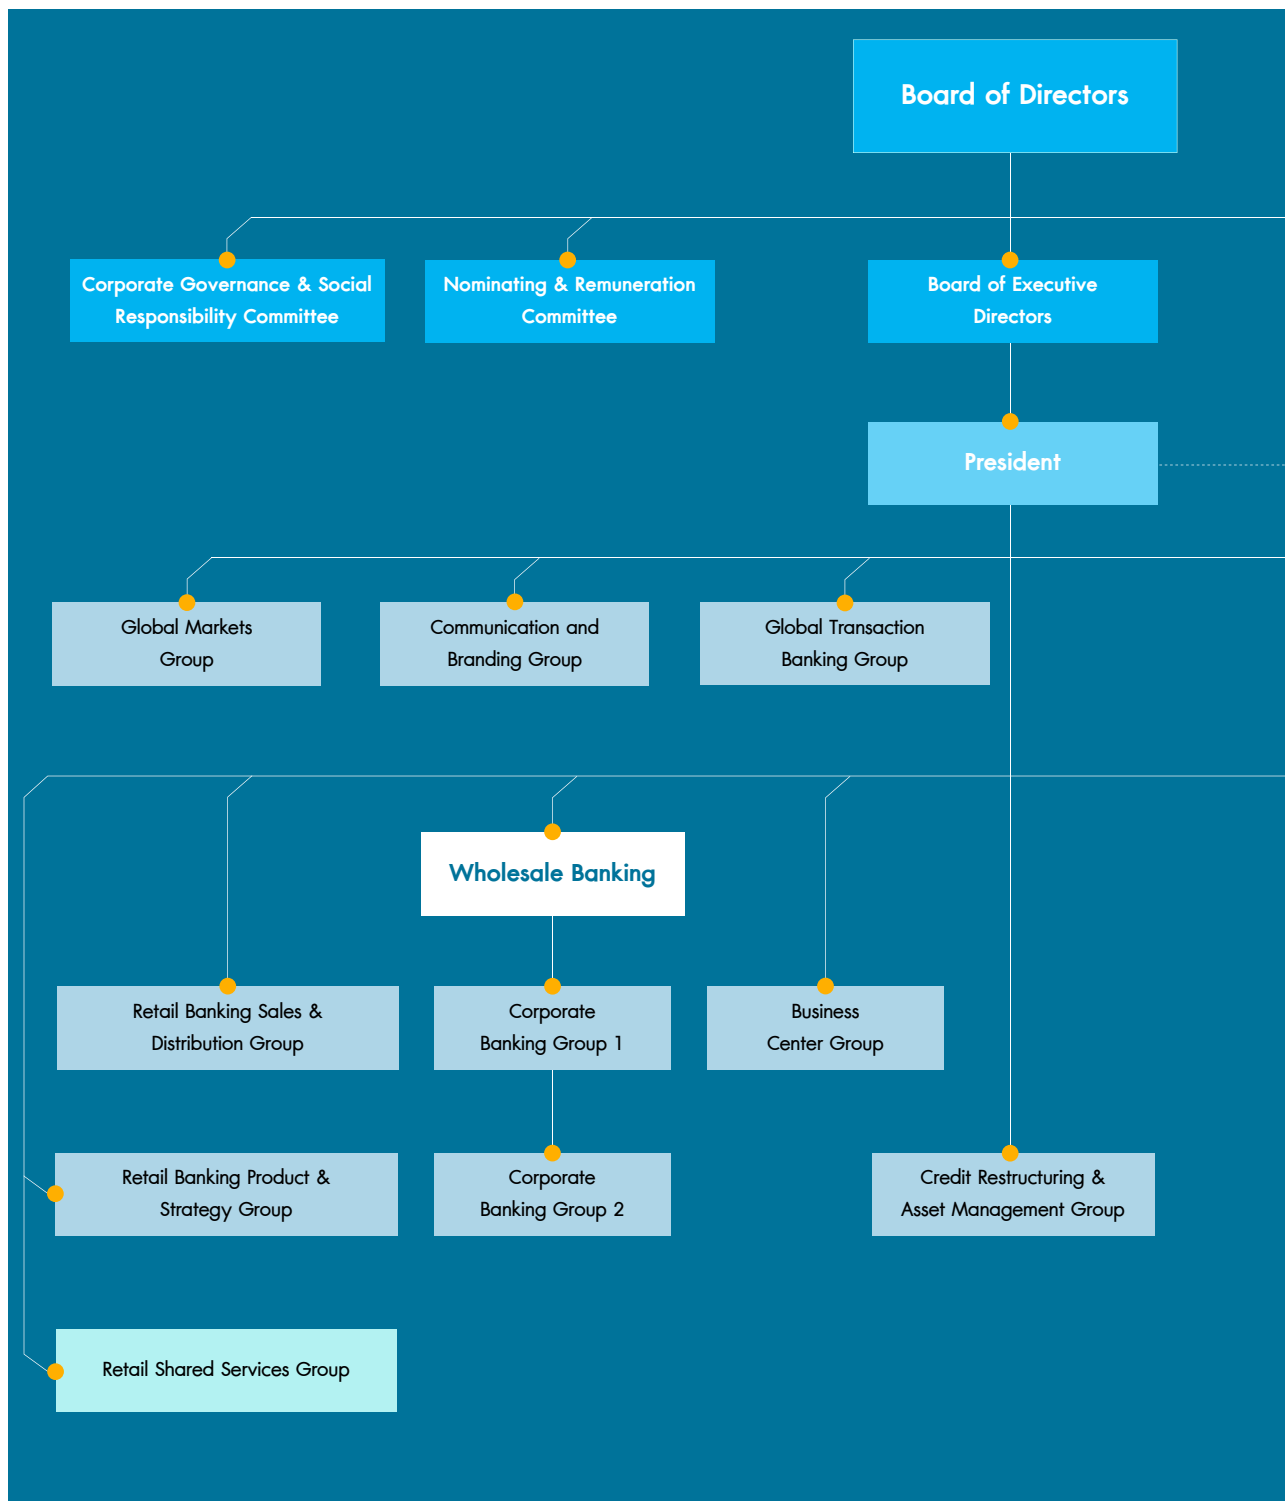 Board of Directors
Corporate Governance & Social
Responsibility Committee
Nominating & Remuneration
Committee
Board of Executive
Directors
President
Global Markets
Group
Communication and
Branding Group
Global Transaction
Banking Group
Wholesale Banking
Retail Banking Sales &
Distribution Group
Corporate
Banking Group 1
Business
Center Group
Retail Banking Product &
Strategy Group
Corporate
Banking Group 2
Credit Restructuring &
Asset Management Group
Retail Shared Services Group